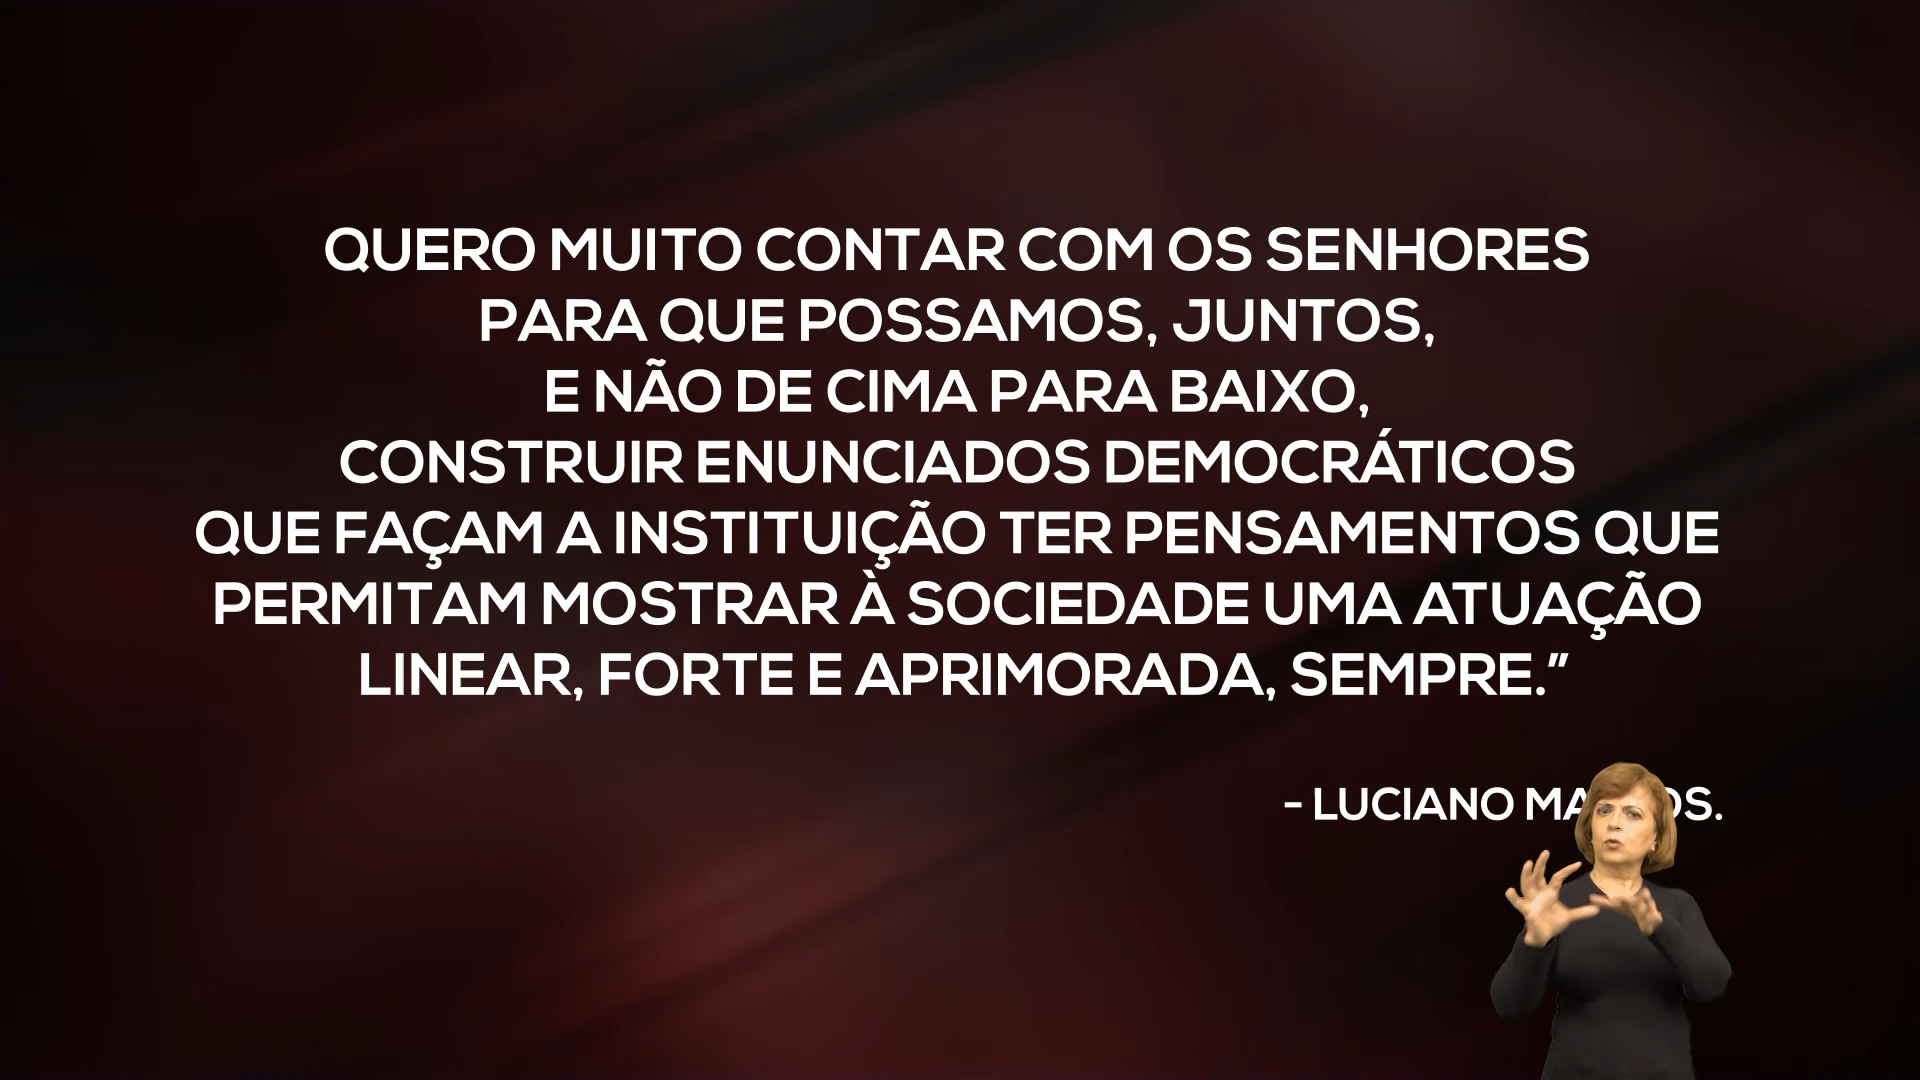 QUERO MUITO CONTAR COM OS SENHORES
PARA QUE POSSAMOS, JUNTOS,
E NÃO DE CIMA PARA BAIXO,
CONSTRUIR ENUNCIADOS DEMOCRÁTICOS
QUE FAÇAM A INSTITUIÇÃO TER PENSAMENTOS QUE
PERMITAM MOSTRAR À SOCIEDADE UMA ATUAÇÃO
LINEAR, FORTE E APRIMORADA, SEMPRE.”
- LUCIANO